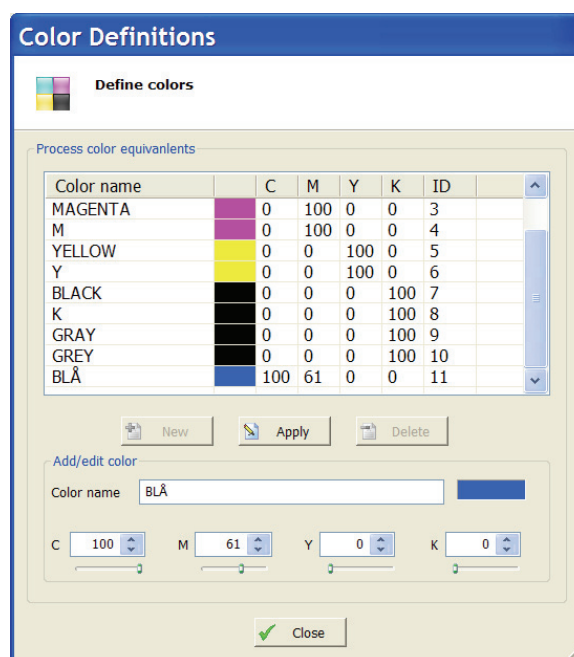 Color Definitions
Define colors
Process color equivanlents
Color name C M Y K ID
MAGENTA 0 100 0 0 3
M 0 100 0 0 4
YELLOW 0 0 100 0 5
Y 0 0 100 0 6
BLACK 0 0 0 100 7
K 0 0 0 100 8
GRAY 0 0 0 100 9
GREY 0 0 0 100 10
BLÅ 100 61 0 0 11
New Apply Delete
Add/edit color
Color name BLÅ
C 100 M 61 Y 0 K 0
Close